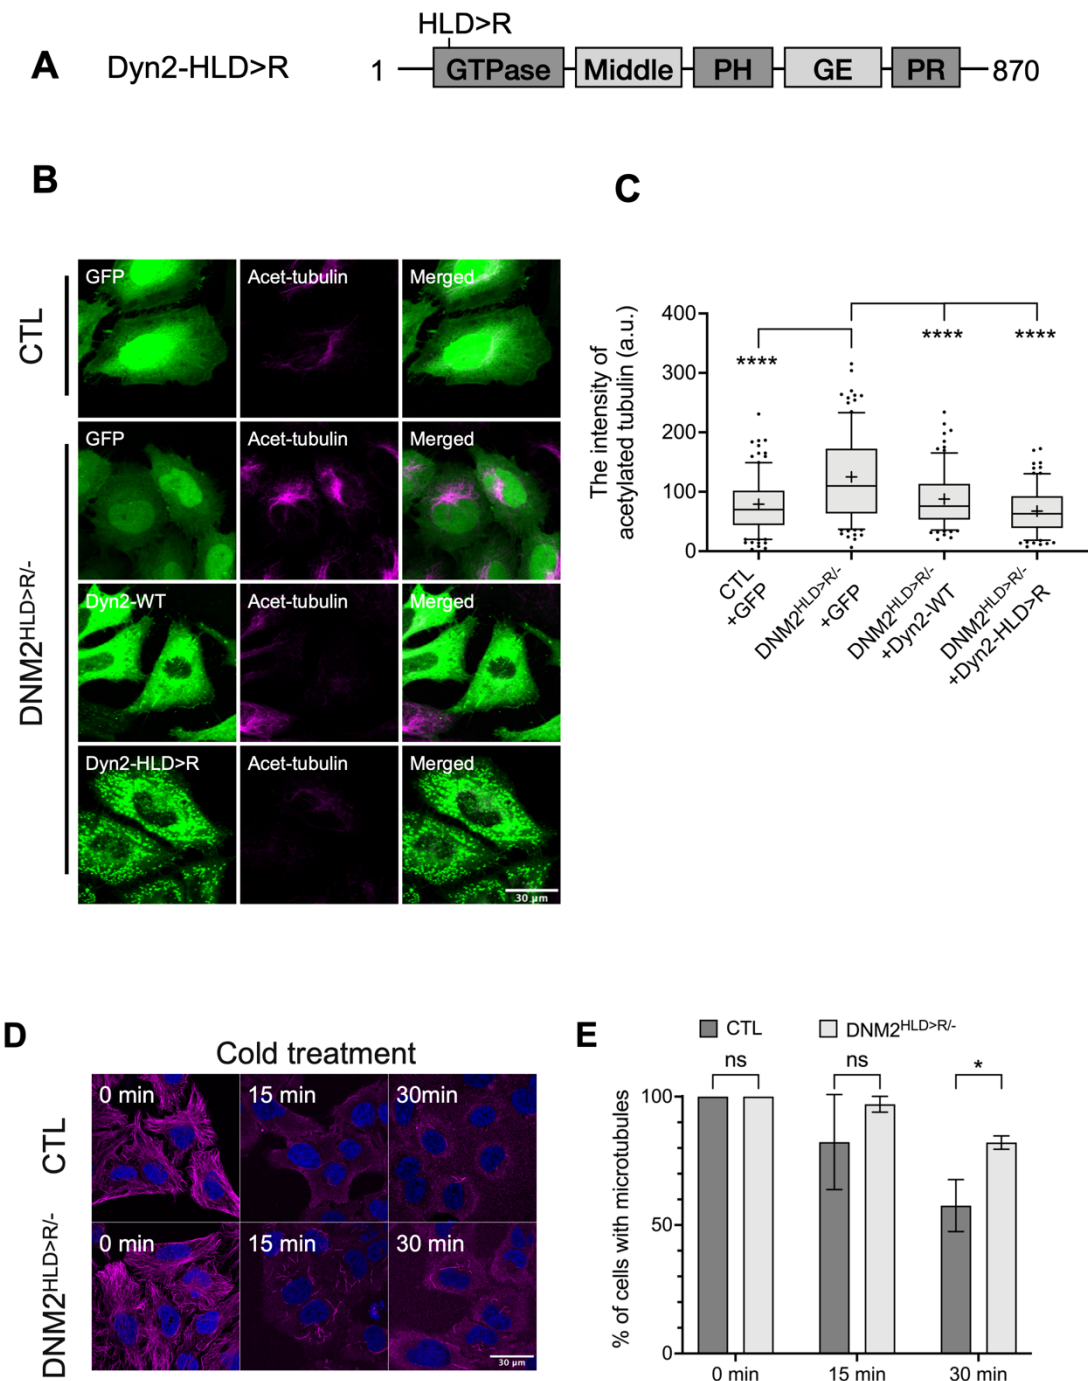 HLD>R
A
Dyn2-HLD>R
1
GTPase
Middle
PH
GE
PR
870
B
C
CTL
GFP
Acet-tubulin
Merged
DNM2HLD>R/-
GFP
Acet-tubulin
Merged
Dyn2-WT
Acet-tubulin
Merged
Dyn2-HLD>R
Acet-tubulin
Merged
30 µm
The intensity of
acetylated tubulin (a.u.)
400
300
200
100
0
****
****
****
CTL
+GFP
DNM2HLD>R/-
+GFP
DNM2HLD>R/-
+Dyn2-WT
DNM2HLD>R/-
+Dyn2-HLD>R
D
Cold treatment
CTL
0 min
15 min
30min
DNM2HLD>R/-
0 min
15 min
30 min
30 µm
E
CTL
DNM2HLD>R/-
ns
ns
*
% of cells with microtubules
100
50
0
0 min
15 min
30 min